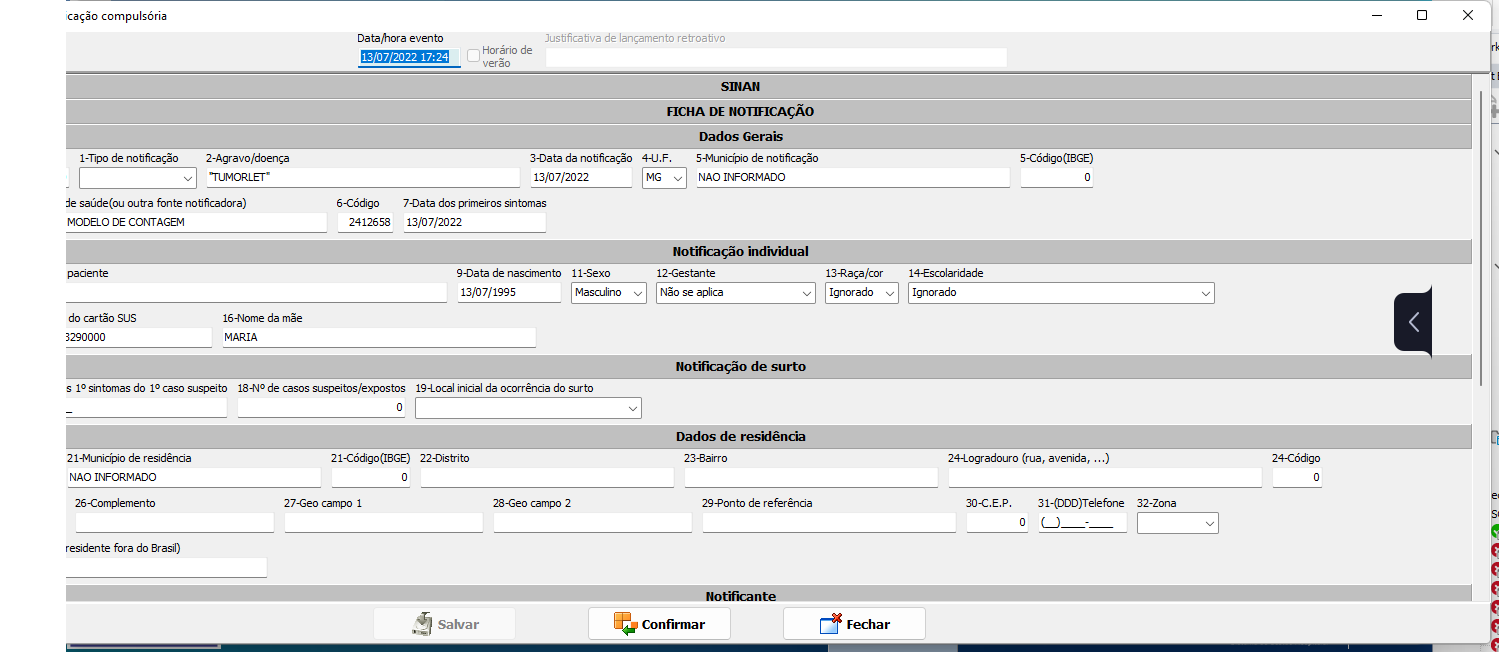 cação compulsória
Data/hora evento
Justificativa de lançamento retroativo
13/07/2022 17:24
Horário de
verão
SINAN
FICHA DE NOTIFICAÇÃO
Dados Gerais
1-Tipo de notificação 2-Agravo/doença 3-Data da notificação 4-U.F. 5-Município de notificação 5-Código(IBGE)
"TUMORLET" 13/07/2022 MG NAO INFORMADO 0
de saúde(ou outra fonte notificadora) 6-Código 7-Data dos primeiros sintomas
MODELO DE CONTAGEM 2412658 13/07/2022
Notificação individual
paciente 9-Data de nascimento 11-Sexo 12-Gestante 13-Raça/cor 14-Escolaridade
13/07/1995 Masculino Não se aplica Ignorado Ignorado
do cartão SUS 16-Nome da mãe
3290000 MARIA
Notificação de surto
s 1º sintomas do 1º caso suspeito 18-Nº de casos suspeitos/expostos 19-Local inicial da ocorrência do surto
_ 0
Dados de residência
21-Município de residência 21-Código(IBGE) 22-Distrito 23-Bairro 24-Logradouro (rua, avenida, ...) 24-Código
NAO INFORMADO 0 0
26-Complemento 27-Geo campo 1 28-Geo campo 2 29-Ponto de referência 30-C.E.P. 31-(DDD)Telefone 32-Zona
0 (__)____-____
residente fora do Brasil)
Notificante
Salvar Confirmar Fechar